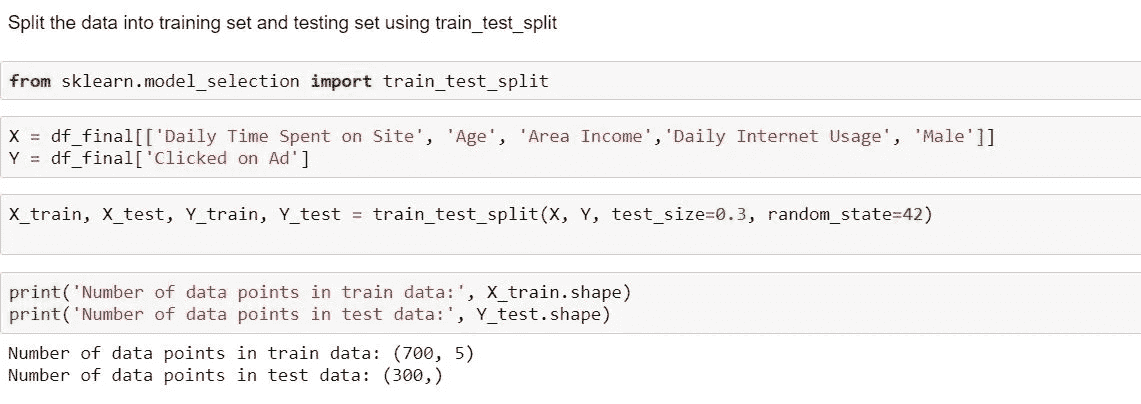 Split the data into training set and testing set using train_test_split
from sklearn.model_selection import train_test_split
X = df_final[['Daily Time Spent on Site', 'Age', 'Area Income','Daily Internet Usage', 'Male']]
Y = df_final['Clicked on Ad']
X_train, X_test, Y_train, Y_test = train_test_split(X, Y, test_size=0.3, random_state=42)
print('Number of data points in train data:', X_train.shape)
print('Number of data points in test data:', Y_test.shape)
Number of data points in train data: (700, 5)
Number of data points in test data: (300,)